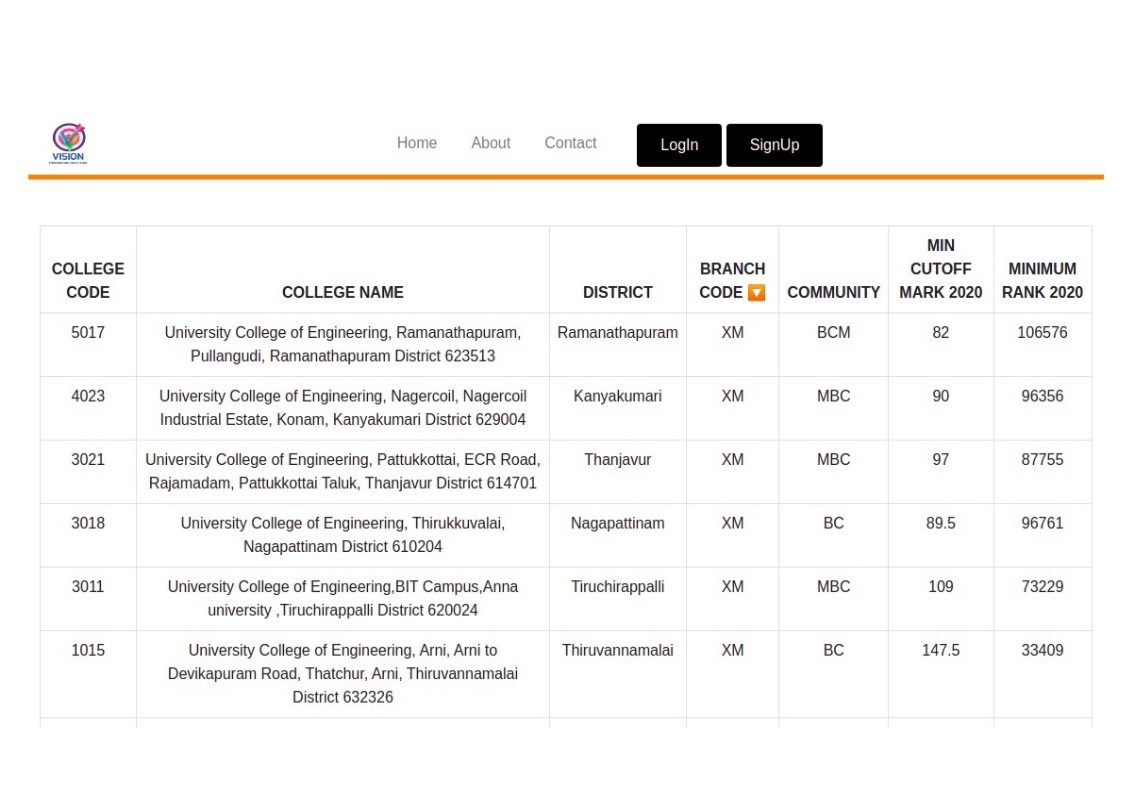 Home About Contact LogIn SignUp
VISION
COLLEGE CODE COLLEGE NAME DISTRICT BRANCH CODE 🔽 COMMUNITY MIN CUTOFF MARK 2020 MINIMUM RANK 2020
5017 University College of Engineering, Ramanathapuram, Ramanathapuram XM BCM 82 106576
Pullangudi, Ramanathapuram District 623513
4023 University College of Engineering, Nagercoil, Nagercoil Kanyakumari XM MBC 90 96356
Industrial Estate, Konam, Kanyakumari District 629004
3021 University College of Engineering, Pattukkottai, ECR Road, Thanjavur XM MBC 97 87755
Rajamadam, Pattukkottai Taluk, Thanjavur District 614701
3018 University College of Engineering, Thirukkuvalai, Nagapattinam XM BC 89.5 96761
Nagapattinam District 610204
3011 University College of Engineering,BIT Campus,Anna Tiruchirappalli XM MBC 109 73229
university ,Tiruchirappalli District 620024
1015 University College of Engineering, Arni, Arni to Thiruvannamalai XM BC 147.5 33409
Devikapuram Road, Thatchur, Arni, Thiruvannamalai
District 632326